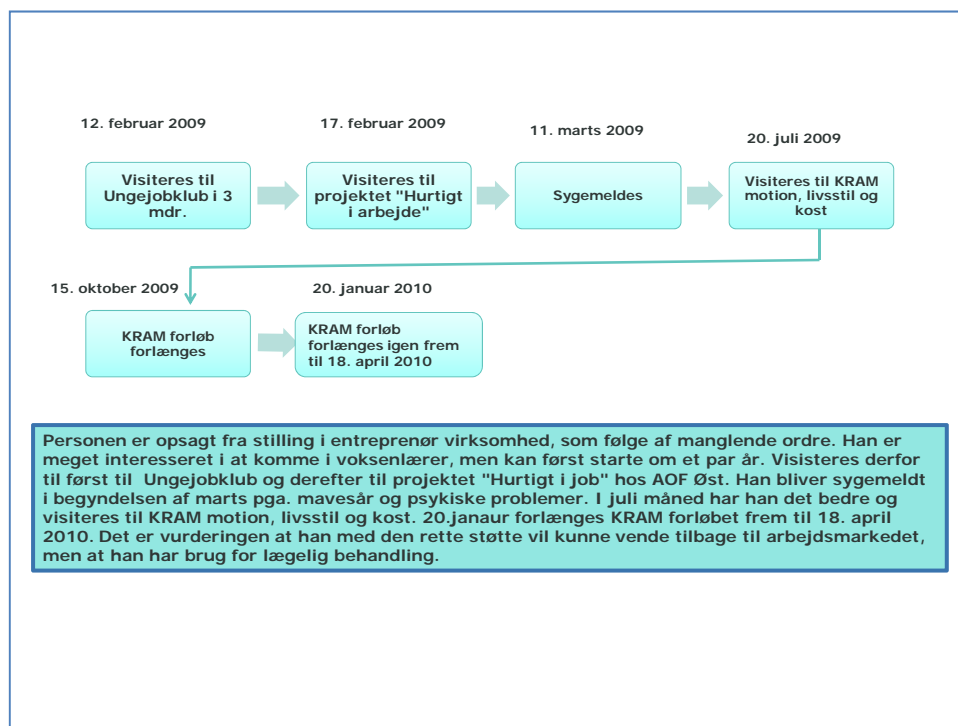 12. februar 2009
17. februar 2009
11. marts 2009
20. juli 2009
Visiteres til
Ungejobklub i 3
mdr.
Visiteres til
projektet "Hurtigt
i arbejde"
Sygemeldes
Visiteres til KRAM
motion, livsstil og
kost
15. oktober 2009
20. januar 2010
KRAM forløb
forlænges
KRAM forløb
forlænges igen frem
til 18. april 2010
Personen er opsagt fra stilling i entreprenør virksomhed, som følge af manglende ordre. Han er
meget interesseret i at komme i voksenlærer, men kan først starte om et par år. Visisteres derfor
til først til Ungejobklub og derefter til projektet "Hurtigt i job" hos AOF Øst. Han bliver sygemeldt
i begyndelsen af marts pga. mavesår og psykiske problemer. I juli måned har han det bedre og
visiteres til KRAM motion, livsstil og kost. 20.janaur forlænges KRAM forløbet frem til 18. april
2010. Det er vurderingen at han med den rette støtte vil kunne vende tilbage til arbejdsmarkedet,
men at han har brug for lægelig behandling.